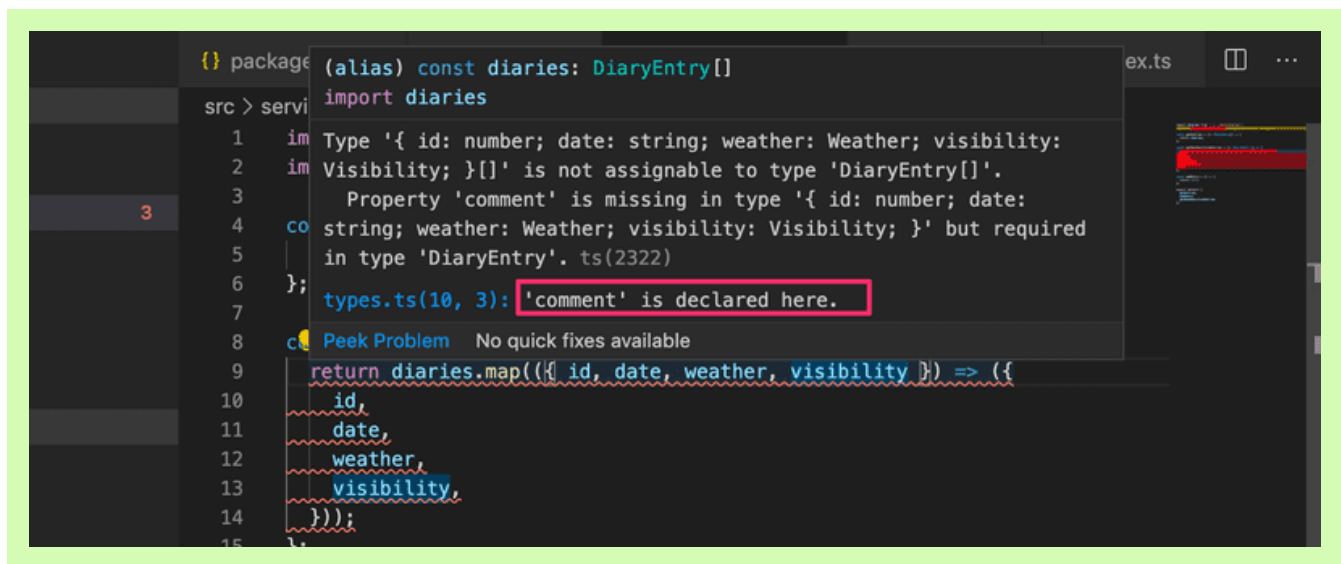 {} package
ex.ts
src > servi
(alias) const diaries: DiaryEntry[]
import diaries
Type '{ id: number; date: string; weather: Weather; visibility:
Visibility; }[]' is not assignable to type 'DiaryEntry[]'.
Property 'comment' is missing in type '{ id: number; date:
string; weather: Weather; visibility: Visibility; }' but required
in type 'DiaryEntry'. ts(2322)
types.ts(10, 3): 'comment' is declared here.
Peek Problem No quick fixes available
3
1 im
2 im
3
4 co
5
6 };
7
8 c
9 return diaries.map(({ id, date, weather, visibility }) => ({
10 id,
11 date,
12 weather,
13 visibility,
14 }));
15 };